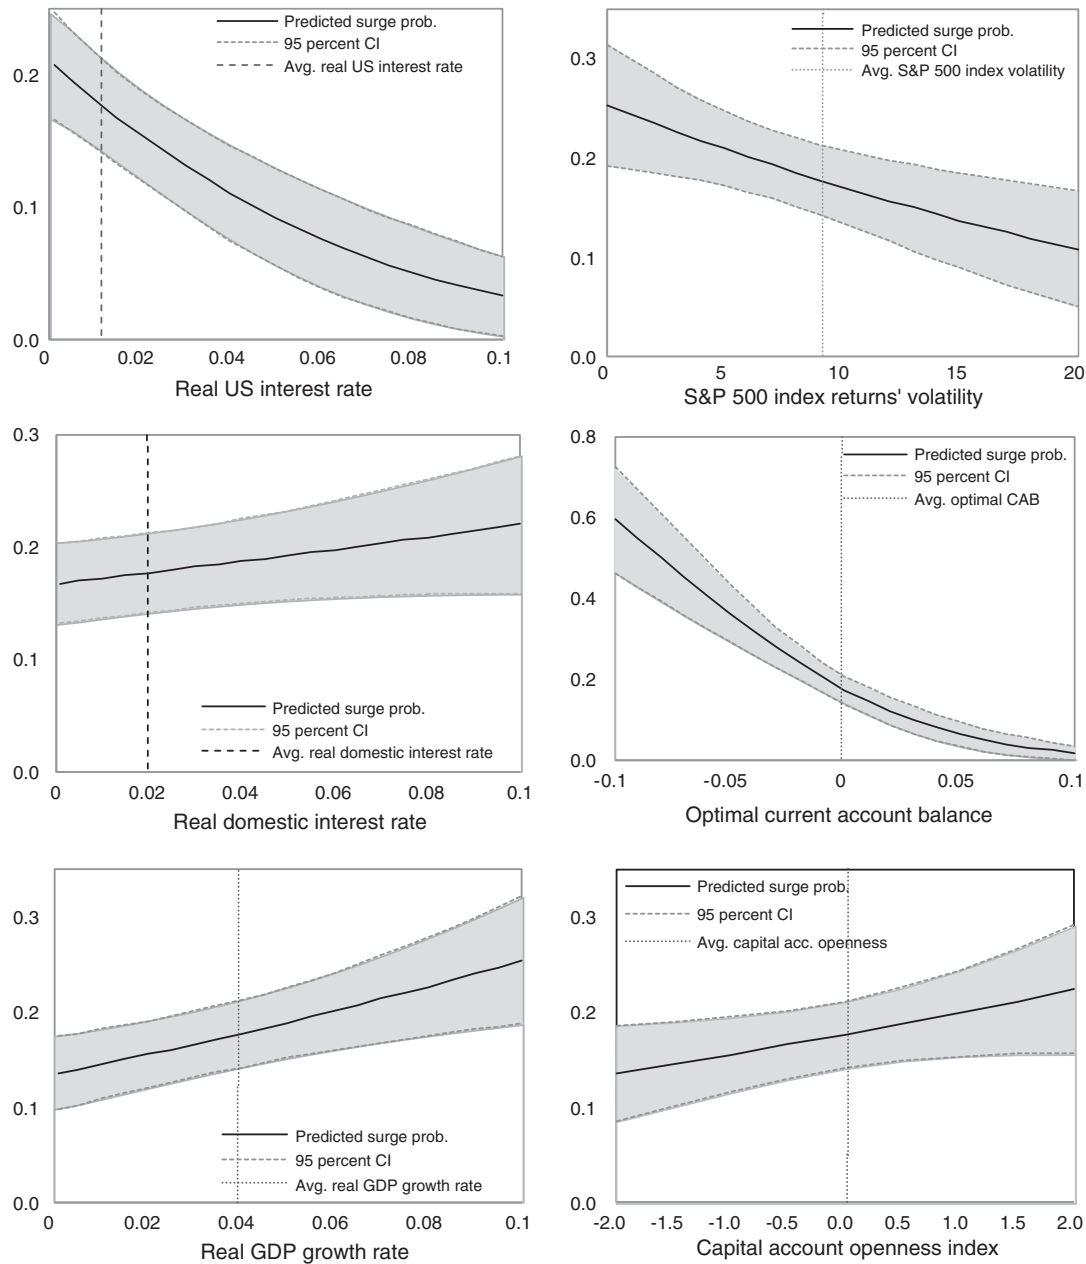 Predicted surge prob.
95 percent CI
Avg. real US interest rate
0.2
0.1
0.0
0 0.02 0.04 0.06 0.08 0.1
Real US interest rate
Predicted surge prob.
95 percent CI
Avg. S&P 500 index volatility
0.3
0.2
0.1
0.0
0 5 10 15 20
S&P 500 index returns' volatility
0.3
0.2
0.1
0.0
Predicted surge prob.
95 percent CI
Avg. real domestic interest rate
0 0.02 0.04 0.06 0.08 0.1
Real domestic interest rate
0.8
0.6
0.4
0.2
0.0
Predicted surge prob.
95 percent CI
Avg. optimal CAB
-0.1 -0.05 0 0.05 0.1
Optimal current account balance
0.3
0.2
0.1
0.0
Predicted surge prob.
95 percent CI
Avg. real GDP growth rate
0 0.02 0.04 0.06 0.08 0.1
Real GDP growth rate
Predicted surge prob.
95 percent CI
Avg. capital acc. openness
0.3
0.2
0.1
0.0
-2.0 -1.5 -1.0 -0.5 0.0 0.5 1.0 1.5 2.0
Capital account openness index